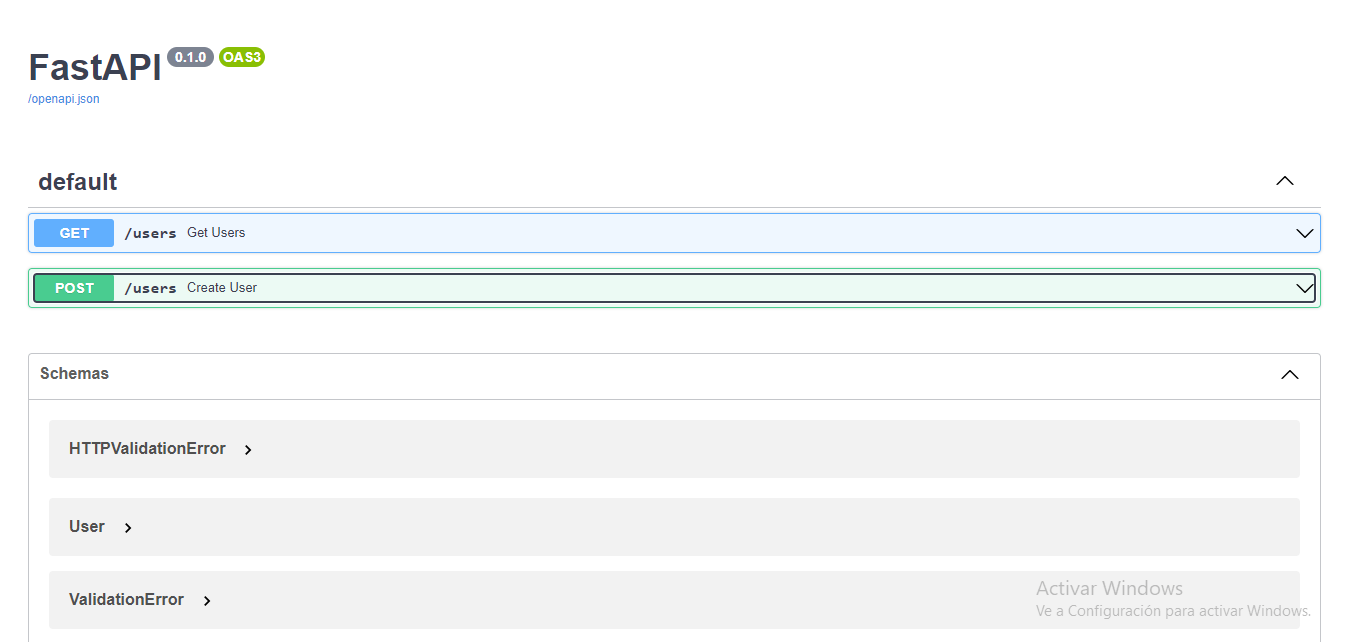 FastAPI 0.1.0 OAS3
/openapi.json
default
GET /users Get Users
POST /users Create User
Schemas
HTTPValidationError
User
ValidationError
Activar Windows
Ve a Configuración para activar Windows.